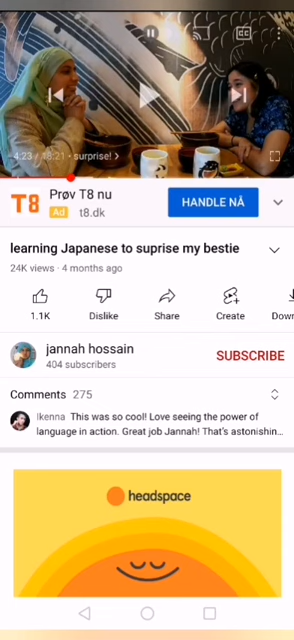 CC
4:23 / 18:21 • surprise! >
T8
Prøv T8 nu
Ad t8.dk
HANDLE NÅ
learning Japanese to suprise my bestie
24K views · 4 months ago
1.1K
Dislike
Share
Create
Down
jannah hossain
404 subscribers
SUBSCRIBE
Comments 275
Ikenna This was so cool! Love seeing the power of
language in action. Great job Jannah! That's astonishin...
headspace